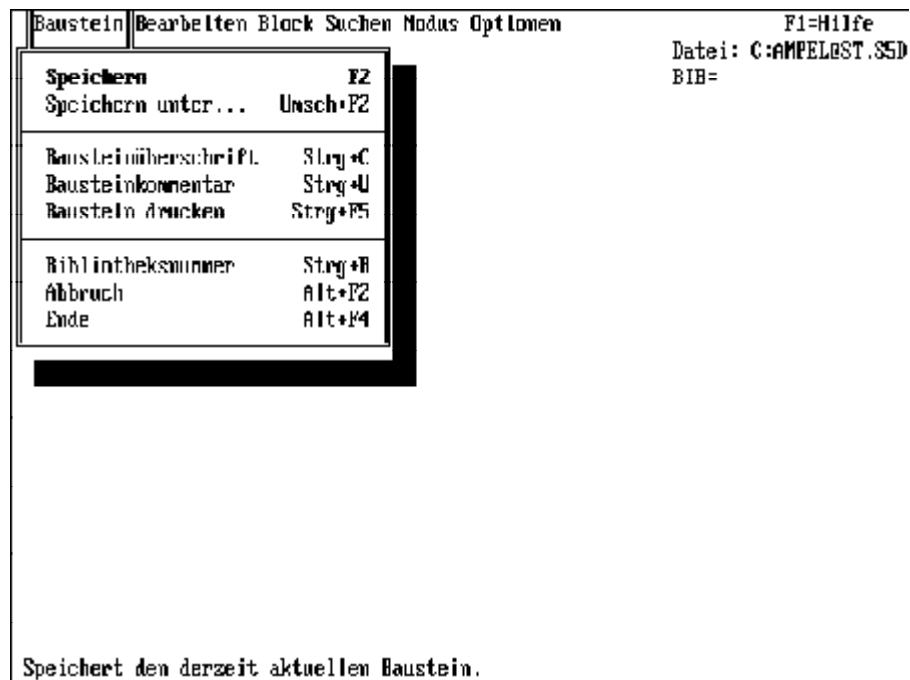 Baustein Bearbeiten Block Suchen Modus Optionen F1=Hilfe
Datei: C:AMPEL@ST.S5D
BIB=
Speichern F2
Speichern unter... Umsch+F2
Bausteinüberschrift Strg+C
Bausteinkommentar Strg+U
Baustein drucken Strg+F5
Bibliotheksnummer Strg+B
Abbruch Alt+F2
Ende Alt+F4
Speichert den derzeit aktuellen Baustein.